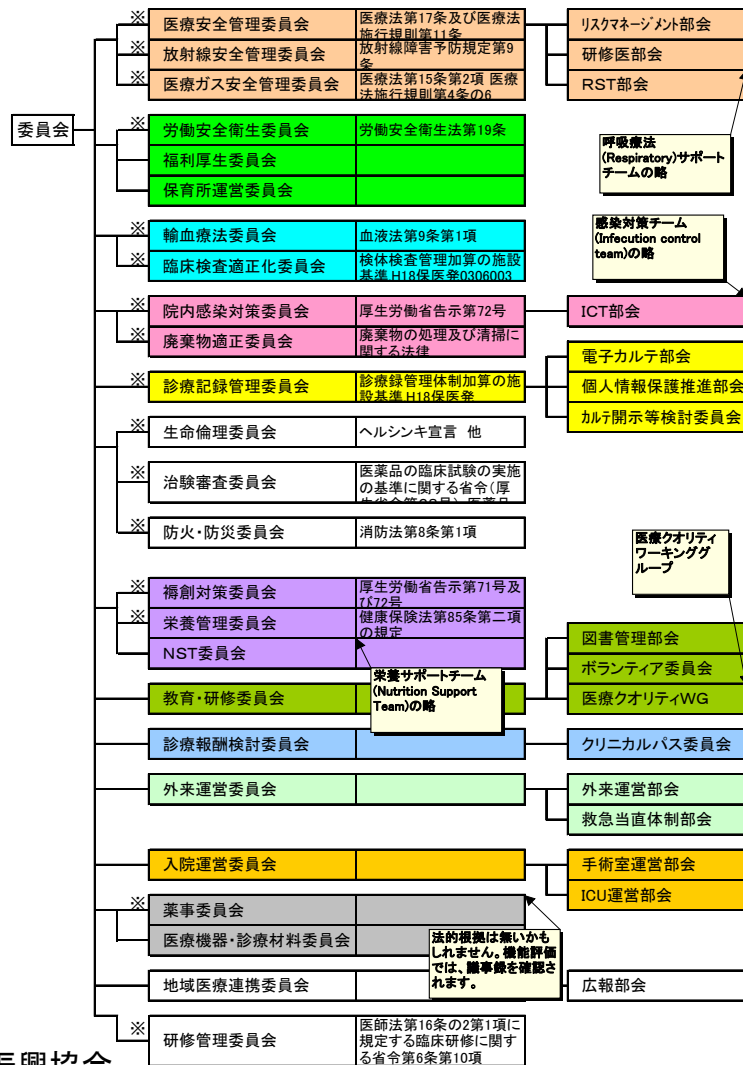 委員会
※
医療安全管理委員会
医療法第17条及び医療法
施行規則第11条
リスクマネージメント部会
※
放射線安全管理委員会
放射線障害予防規定第9
条
研修医部会
※
医療ガス安全管理委員会
医療法第15条第2項 医療
法施行規則第4条の6
RST部会
呼吸療法
(Respiratory)サポート
チームの略
※
労働安全衛生委員会
労働安全衛生法第19条
福利厚生委員会
保育所運営委員会
※
輸血療法委員会
血液法第9条第1項
※
臨床検査適正化委員会
検体検査管理加算の施設
基準 H18保医発0306003
感染対策チーム
(Infecution control
team)の略
※
院内感染対策委員会
厚生労働省告示第72号
ICT部会
※
廃棄物適正委員会
廃棄物の処理及び清掃に
関する法律
※
診療記録管理委員会
診療録管理体制加算の施
設基準 H18保医発
電子カルテ部会
個人情報保護推進部会
カルテ開示等検討委員会
※
生命倫理委員会
ヘルシンキ宣言 他
※
治験審査委員会
医薬品の臨床試験の実施
の基準に関する省令(厚
※
防火・防災委員会
消防法第8条第1項
医療クオリティ
ワーキンググ
ループ
※
褥創対策委員会
厚生労働省告示第71号及
び72号
※
栄養管理委員会
健康保険法第85条第二項
の規定
NST委員会
栄養サポートチーム
(Nutrition Support
Team)の略
教育・研修委員会
図書管理部会
ボランティア委員会
医療クオリティWG
診療報酬検討委員会
クリニカルパス委員会
外来運営委員会
外来運営部会
救急当直体制部会
入院運営委員会
手術室運営部会
ICU運営部会
※
薬事委員会
医療機器・診療材料委員会
法的根拠は無いかも
しれません。機能評価
では、議事録を確認さ
れます。
地域医療連携委員会
広報部会
※
研修管理委員会
医師法第16条の2第1項に
規定する臨床研修に関す
る省令第6条第10項
興協会